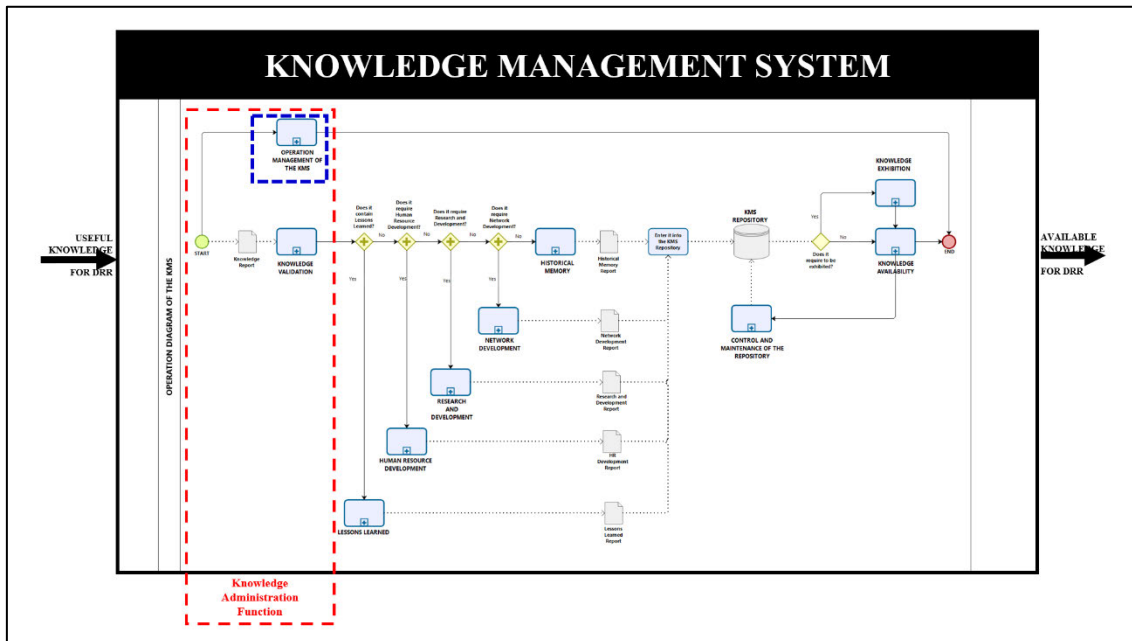 KNOWLEDGE MANAGEMENT SYSTEM
USEFUL
KNOWLEDGE
FOR DRR
OPERATION DIAGRAM OF THE KMS
OPERATION
MANAGEMENT OF
THE KMS
START
Knowledge
Report
KNOWLEDGE
VALIDATION
Does it
contain
Lessons
Learned?
Does it
require
Human
Resource
Development?
Does it require
Research and
Development?
Does it
require
Network
Development?
No
No
No
No
Yes
Yes
Yes
Yes
HISTORICAL
MEMORY
Historical
Memory
Report
Enter it into
the KMS
Repository
KMS
REPOSITORY
Yes
No
Does it
require to be
exhibited?
KNOWLEDGE
EXHIBITION
KNOWLEDGE
AVAILABILITY
END
AVAILABLE
KNOWLEDGE
FOR DRR
NETWORK
DEVELOPMENT
Network
Development
Report
CONTROL AND
MAINTENANCE OF THE
REPOSITORY
RESEARCH
AND
DEVELOPMENT
Research and
Development
Report
HUMAN RESOURCE
DEVELOPMENT
HR
Development
Report
LESSONS LEARNED
Lessons
Learned
Report
Knowledge
Administration
Function